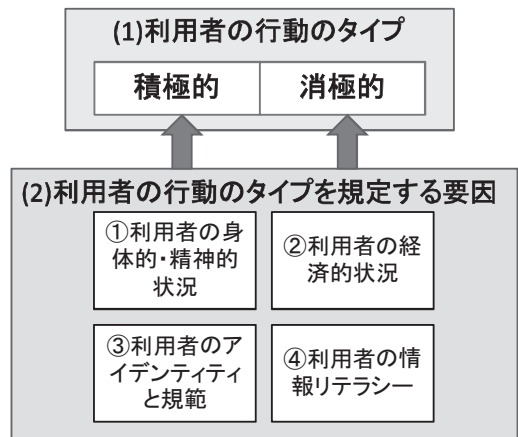 (1)利用者の行動のタイプ
積極的 消極的
(2)利用者の行動のタイプを規定する要因
①利用者の身
体的・精神的
状況
②利用者の経
済的状況
③利用者のア
イデンティティ
と規範
④利用者の情
報リテラシー